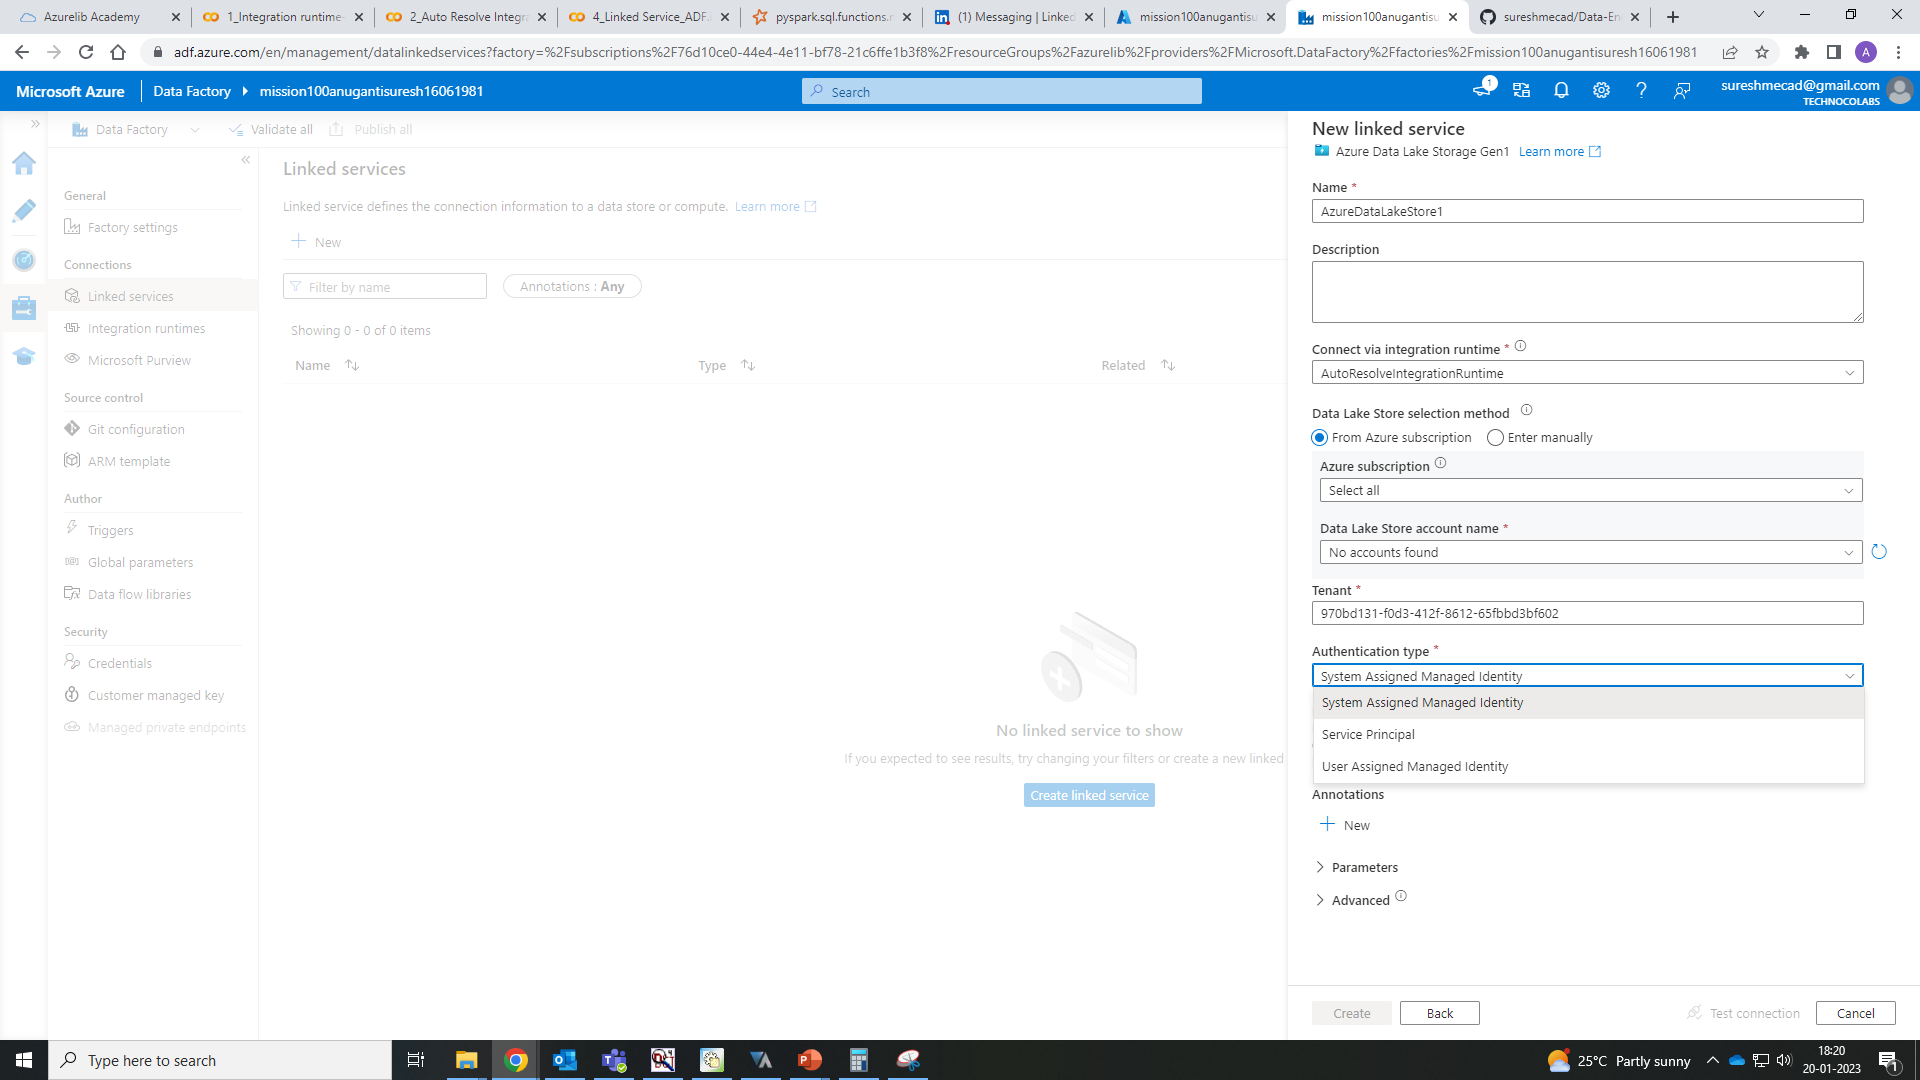 Azurelib Academy
1_Integration runtime-
2_Auto Resolve Integra
4_Linked Service_ADF.
pyspark.sql.functions.r
(1) Messaging | Linked
mission100anugantisu
mission100anugantisu
sureshmecad/Data-En
adf.azure.com/en/management/datalinkedservices?factory=%2Fsubscriptions%2F76d10ce0-44e4-4e11-bf78-21c6ffe1b3f8%2FresourceGroups%2Fazurelib%2Fproviders%2FMicrosoft.DataFactory%2Ffactories%2Fmission100anugantisuresh16061981
A
Microsoft Azure
Data Factory
mission100anugantisuresh16061981
Search
1
sureshmecad@gmail.com
TECHNOCOLABS
Data Factory
Validate all
Publish all
General
Factory settings
Connections
Linked services
Integration runtimes
Microsoft Purview
Source control
Git configuration
ARM template
Author
Triggers
Global parameters
Data flow libraries
Security
Credentials
Customer managed key
Managed private endpoints
Linked services
Linked service defines the connection information to a data store or compute. Learn more
New
Filter by name
Annotations : Any
Showing 0 - 0 of 0 items
Name
Type
Related
No linked service to show
If you expected to see results, try changing your filters or create a new linked
Create linked service
New linked service
Azure Data Lake Storage Gen1 Learn more
Name *
AzureDataLakeStore1
Description
Connect via integration runtime *
AutoResolveIntegrationRuntime
Data Lake Store selection method
From Azure subscription
Enter manually
Azure subscription
Select all
Data Lake Store account name *
No accounts found
Tenant *
970bd131-f0d3-412f-8612-65fbbd3bf602
Authentication type *
System Assigned Managed Identity
System Assigned Managed Identity
Service Principal
User Assigned Managed Identity
Annotations
New
Parameters
Advanced
Create
Back
Test connection
Cancel
Type here to search
25°C Partly sunny
18:20
20-01-2023
1